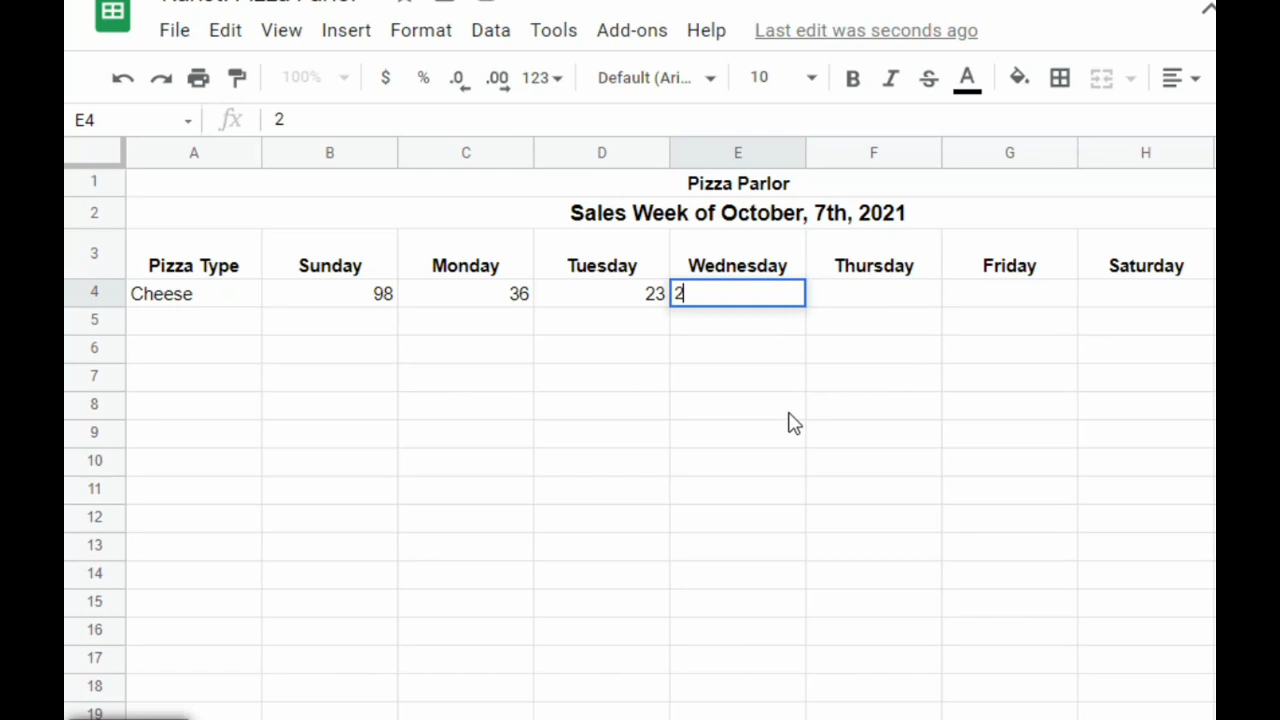 File Edit View Insert Format Data Tools Add-ons Help Last edit was seconds ago
100% $ % .0 .00 123 Default (Ari... 10 B I S A
E4 fx 2
A B C D E F G H
1 Pizza Parlor
2 Sales Week of October, 7th, 2021
3 Pizza Type Sunday Monday Tuesday Wednesday Thursday Friday Saturday
4 Cheese 98 36 23 2
5
6
7
8
9
10
11
12
13
14
15
16
17
18
19